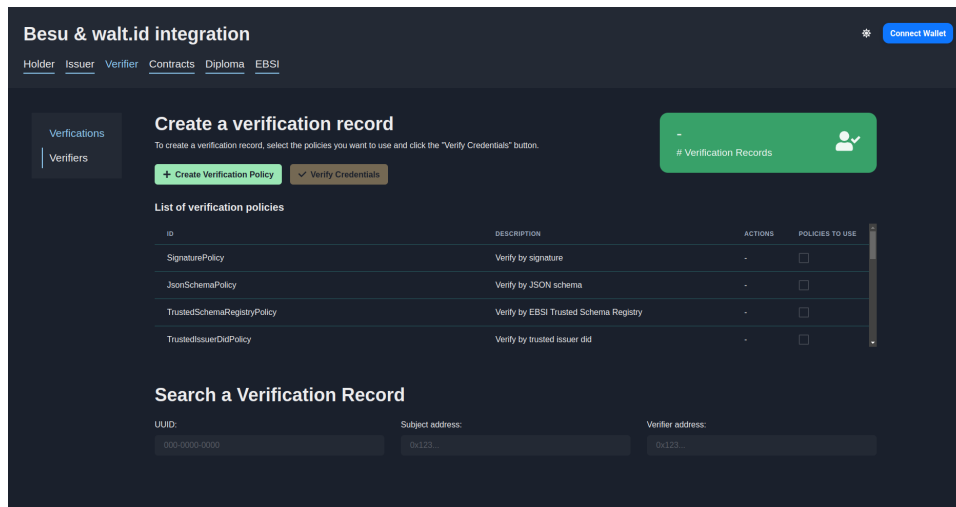 Besu & walt.id integration
Connect Wallet
Holder Issuer Verifier Contracts Diploma EBSI
Verfications
Verifiers
Create a verification record
To create a verification record, select the policies you want to use and click the "Verify Credentials" button.
+ Create Verification Policy
Verify Credentials
-
# Verification Records
List of verification policies
ID DESCRIPTION ACTIONS POLICIES TO USE
SignaturePolicy Verify by signature -
JsonSchemaPolicy Verify by JSON schema -
TrustedSchemaRegistryPolicy Verify by EBSI Trusted Schema Registry -
TrustedIssuerDidPolicy Verify by trusted issuer did -
Search a Verification Record
UUID: Subject address: Verifier address:
000-0000-0000 0x123... 0x123...